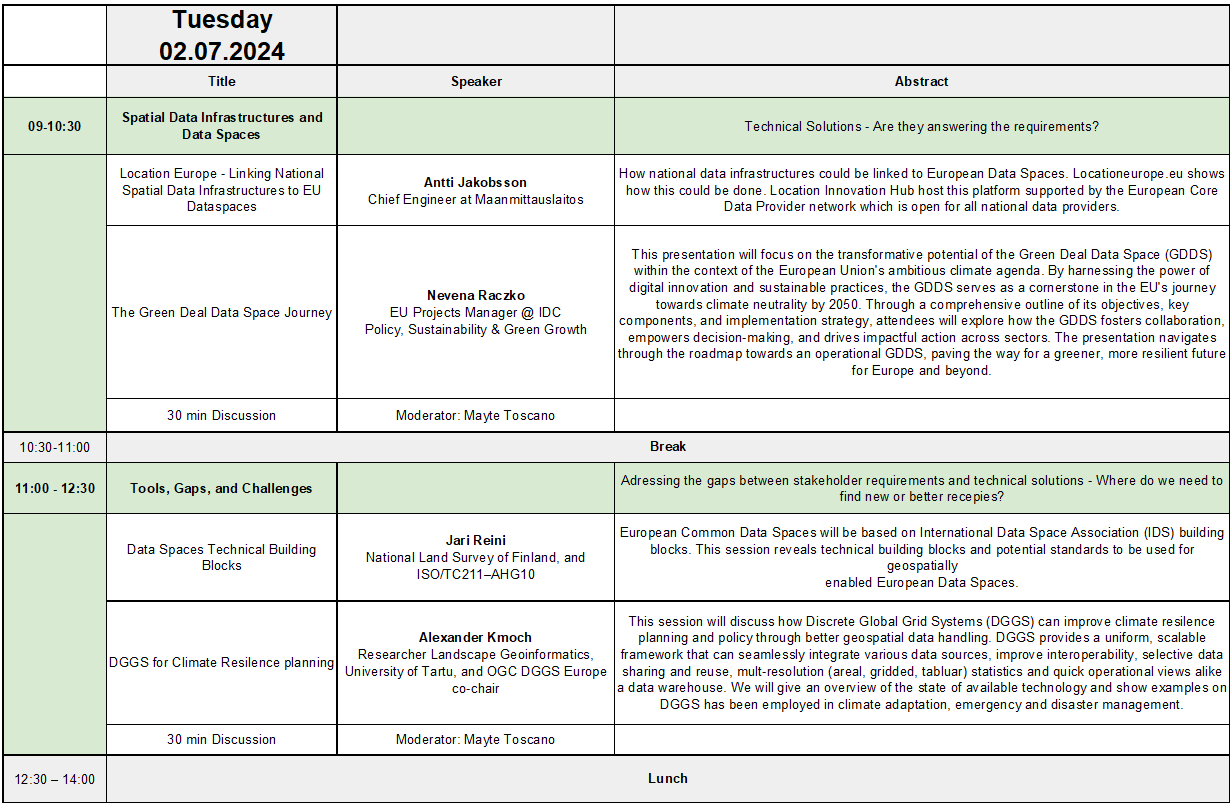 Tuesday
02.07.2024
Title
Speaker
Abstract
09-10:30
Spatial Data Infrastructures and
Data Spaces
Technical Solutions - Are they answering the requirements?
Location Europe - Linking National
Spatial Data Infrastructures to EU
Dataspaces
Antti Jakobsson
Chief Engineer at Maanmittauslaitos
How national data infrastructures could be linked to European Data Spaces. Locationeurope.eu shows
how this could be done. Location Innovation Hub host this platform supported by the European Core
Data Provider network which is open for all national data providers.
The Green Deal Data Space Journey
Nevena Raczko
EU Projects Manager @ IDC
Policy, Sustainability & Green Growth
This presentation will focus on the transformative potential of the Green Deal Data Space (GDDS)
within the context of the European Union's ambitious climate agenda. By harnessing the power of
digital innovation and sustainable practices, the GDDS serves as a cornerstone in the EU's journey
towards climate neutrality by 2050. Through a comprehensive outline of its objectives, key
components, and implementation strategy, attendees will explore how the GDDS fosters collaboration,
empowers decision-making, and drives impactful action across sectors. The presentation navigates
through the roadmap towards an operational GDDS, paving the way for a greener, more resilient future
for Europe and beyond.
30 min Discussion
Moderator: Mayte Toscano
10:30-11:00
Break
11:00 - 12:30
Tools, Gaps, and Challenges
Adressing the gaps between stakeholder requirements and technical solutions - Where do we need to
find new or better recepies?
Data Spaces Technical Building
Blocks
Jari Reini
National Land Survey of Finland, and
ISO/TC211–AHG10
European Common Data Spaces will be based on International Data Space Association (IDS) building
blocks. This session reveals technical building blocks and potential standards to be used for
geospatially
enabled European Data Spaces.
DGGS for Climate Resilence planning
Alexander Kmoch
Researcher Landscape Geoinformatics,
University of Tartu, and OGC DGGS Europe
co-chair
This session will discuss how Discrete Global Grid Systems (DGGS) can improve climate resilience
planning and policy through better geospatial data handling. DGGS provides a uniform, scalable
framework that can seamlessly integrate various data sources, improve interoperability, selective data
sharing and reuse, mult-resolution (areal, gridded, tabluar) statistics and quick operational views alike
a data warehouse. We will give an overview of the state of available technology and show examples on
DGGS has been employed in climate adaptation, emergency and disaster management.
30 min Discussion
Moderator: Mayte Toscano
12:30 – 14:00
Lunch